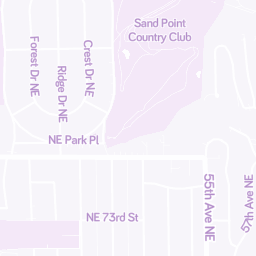 Sand Point
Country Club
Forest Dr NE
Ridge Dr NE
Crest Dr NE
NE Park Pl
NE 73rd St
55th Ave NE
57th Ave NE